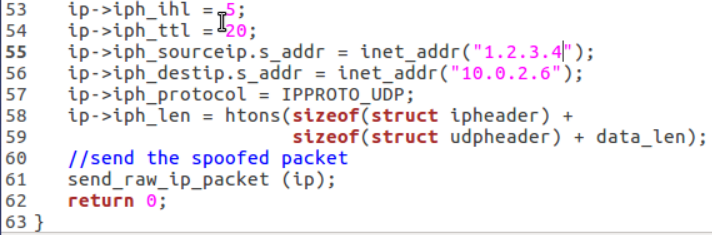 53 ip->iph_ihl = 5;
54 ip->iph_ttl = 20;
55 ip->iph_sourceip.s_addr = inet_addr("1.2.3.4");
56 ip->iph_destip.s_addr = inet_addr("10.0.2.6");
57 ip->iph_protocol = IPPROTO_UDP;
58 ip->iph_len = htons(sizeof(struct ipheader) +
59 sizeof(struct udpheader) + data_len);
60 //send the spoofed packet
61 send_raw_ip_packet (ip);
62 return 0;
63 }